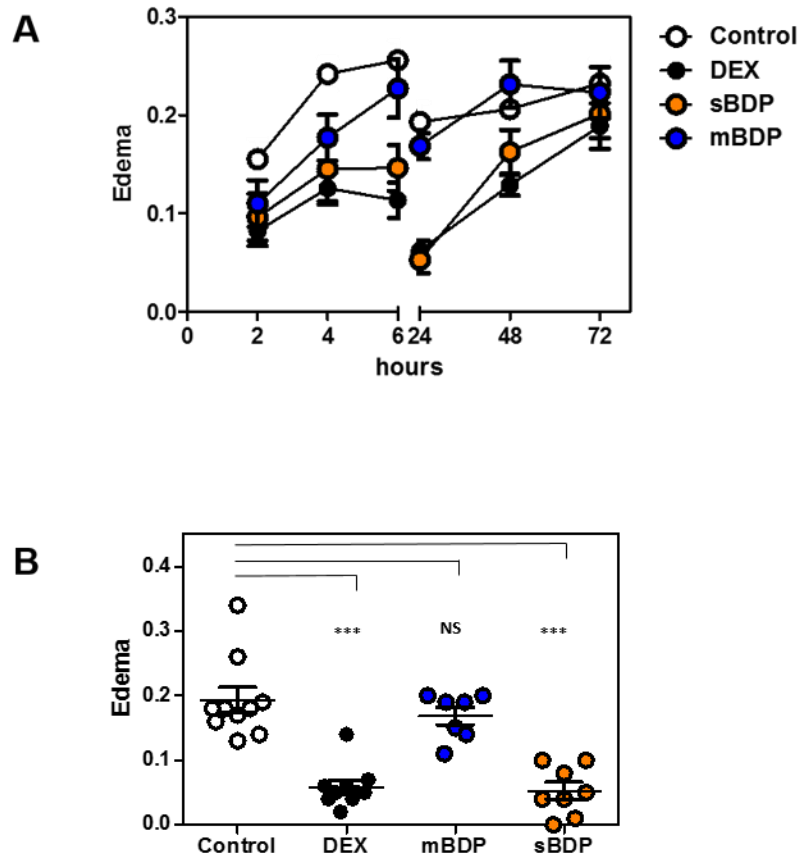 A
0.3
0.2
0.1
0.0
Edema
0 2 4 6 24 48 72
hours
Control
DEX
sBDP
mBDP
B
0.4
0.3
0.2
0.1
0.0
Edema
*** NS ***
Control DEX mBDP sBDP